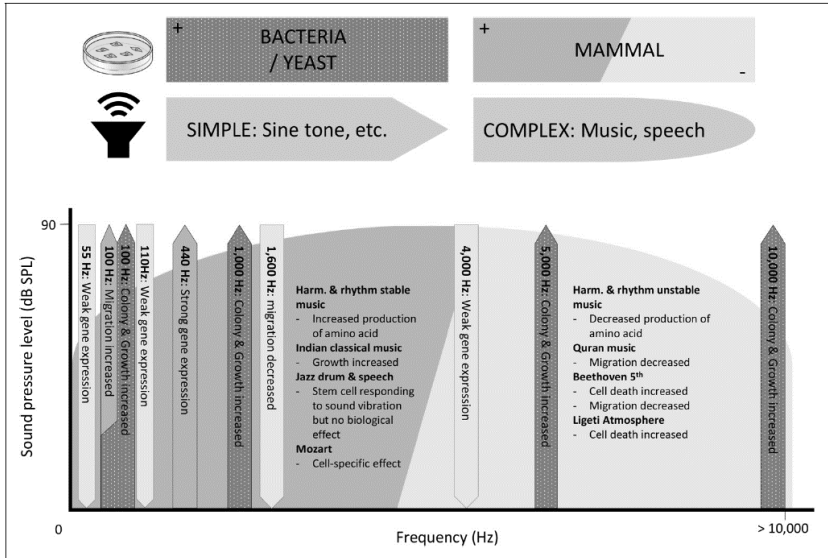 +
BACTERIA
/ YEAST
+
MAMMAL
-
SIMPLE: Sine tone, etc.
COMPLEX: Music, speech
Sound pressure level (dB SPL)
90
55 Hz: Weak gene expression
100 Hz: Migration increased
100 Hz: Colony & Growth increased
110Hz: Weak gene expression
440 Hz: Strong gene expression
1,000 Hz: Colony & Growth increased
1,600 Hz: migration decreased
Harm. & rhythm stable
music
- Increased production
of amino acid
Indian classical music
- Growth increased
Jazz drum & speech
- Stem cell responding
to sound vibration
but no biological
effect
Mozart
- Cell-specific effect
4,000 Hz: Weak gene expression
5,000 Hz: Colony & Growth increased
Harm. & rhythm unstable
music
- Decreased production of
amino acid
Quran music
- Migration decreased
Beethoven 5th
- Cell death increased
- Migration decreased
Ligeti Atmosphere
- Cell death increased
10,000 Hz: Colony & Growth increased
0
Frequency (Hz)
> 10,000